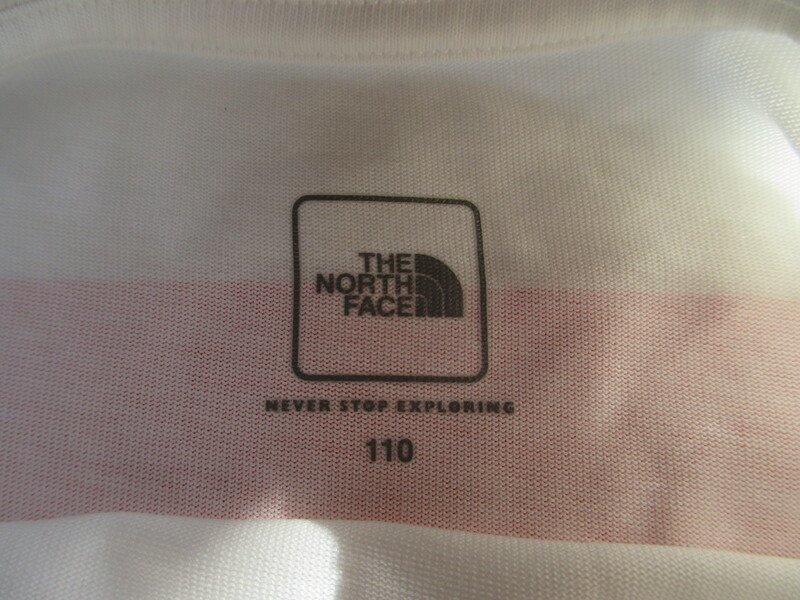 THE
NORTH
FACE
NEVER STOP EXPLORING
110